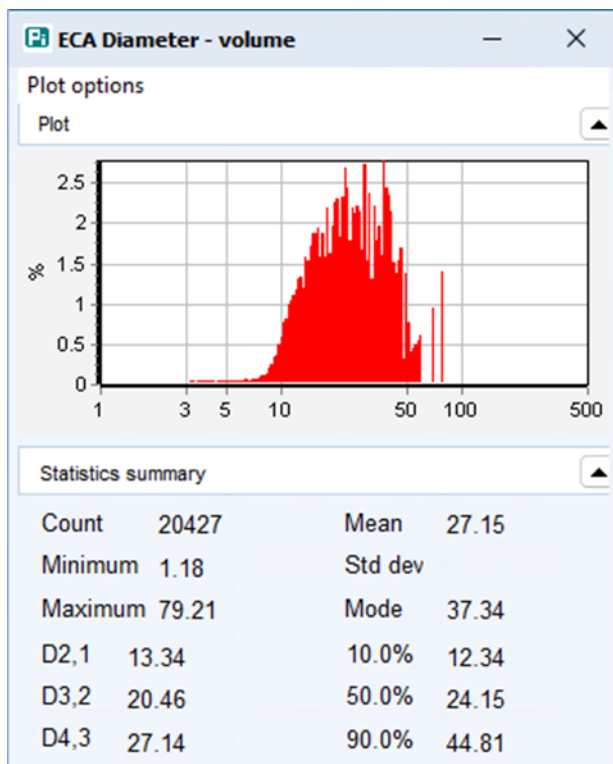 Pi ECA Diameter - volume
Plot options
Plot
2.5
2
1.5
1
0.5
0
%
1 3 5 10 50 100 500
Statistics summary
Count 20427 Mean 27.15
Minimum 1.18 Std dev
Maximum 79.21 Mode 37.34
D2,1 13.34 10.0% 12.34
D3,2 20.46 50.0% 24.15
D4,3 27.14 90.0% 44.81